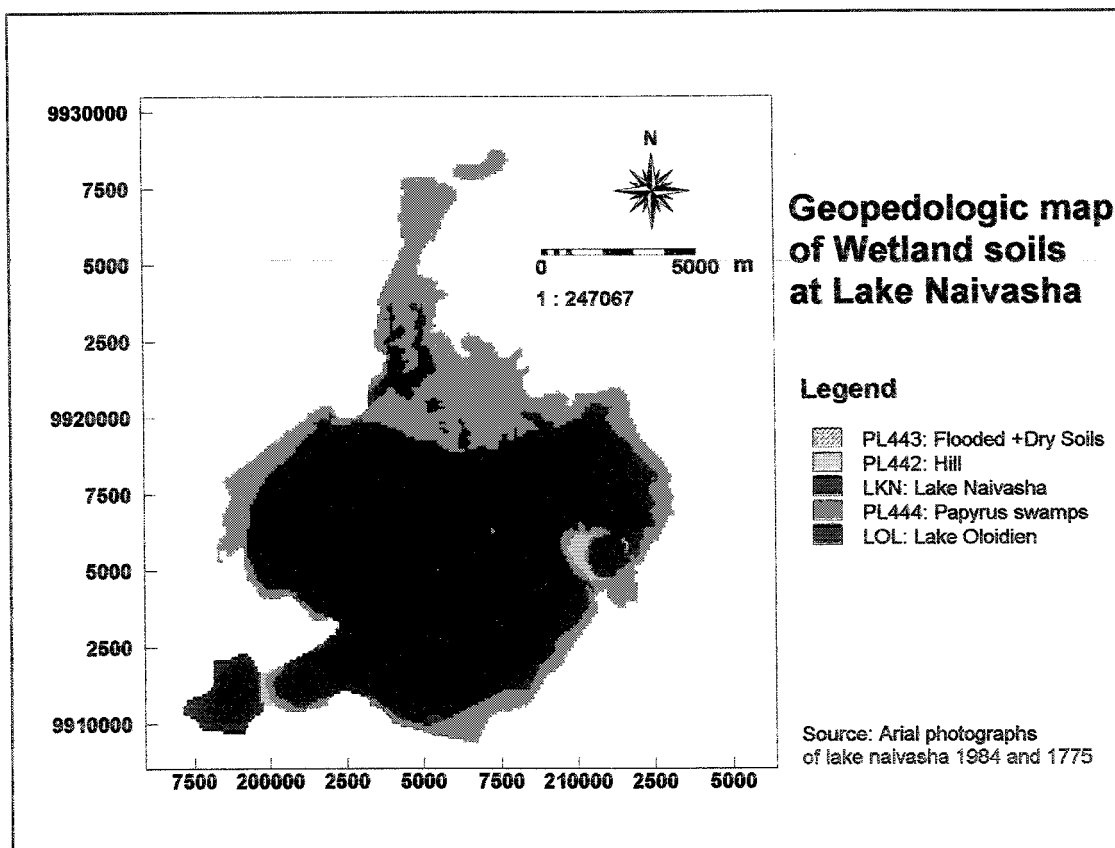 9930000
7500
5000
2500
9920000
7500
5000
2500
9910000
7500 200000 2500 5000 7500 210000 2500 5000
N
0 5000 m
1 : 247067
Geopedologic map
of Wetland soils
at Lake Naivasha
Legend
PL443: Flooded +Dry Soils
PL442: Hill
LKN: Lake Naivasha
PL444: Papyrus swamps
LOL: Lake Oloidien
Source: Arial photographs
of lake naivasha 1984 and 1775